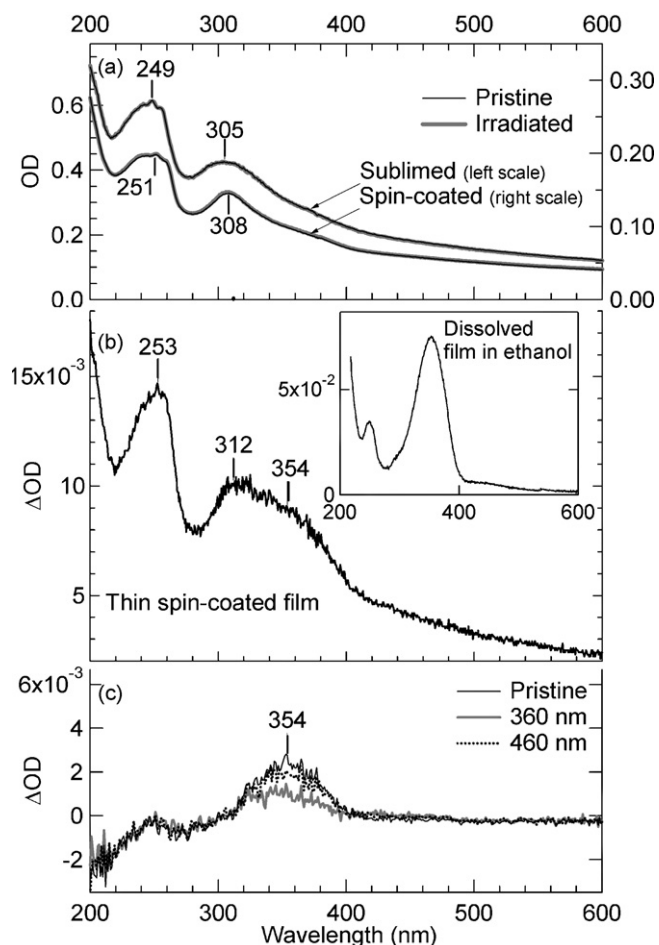 200 300 400 500 600
(a)
249
305
251
308
Pristine
Irradiated
Sublimed (left scale)
Spin-coated (right scale)
OD
0.6
0.4
0.2
0.0
0.30
0.20
0.10
0.00
(b)
253
312
354
Dissolved
film in ethanol
5x10⁻²
0
200 400 600
ΔOD
15x10⁻³
10
5
Thin spin-coated film
(c)
354
Pristine
360 nm
460 nm
ΔOD
6x10⁻³
4
2
0
-2
200 300 400 500 600
Wavelength (nm)